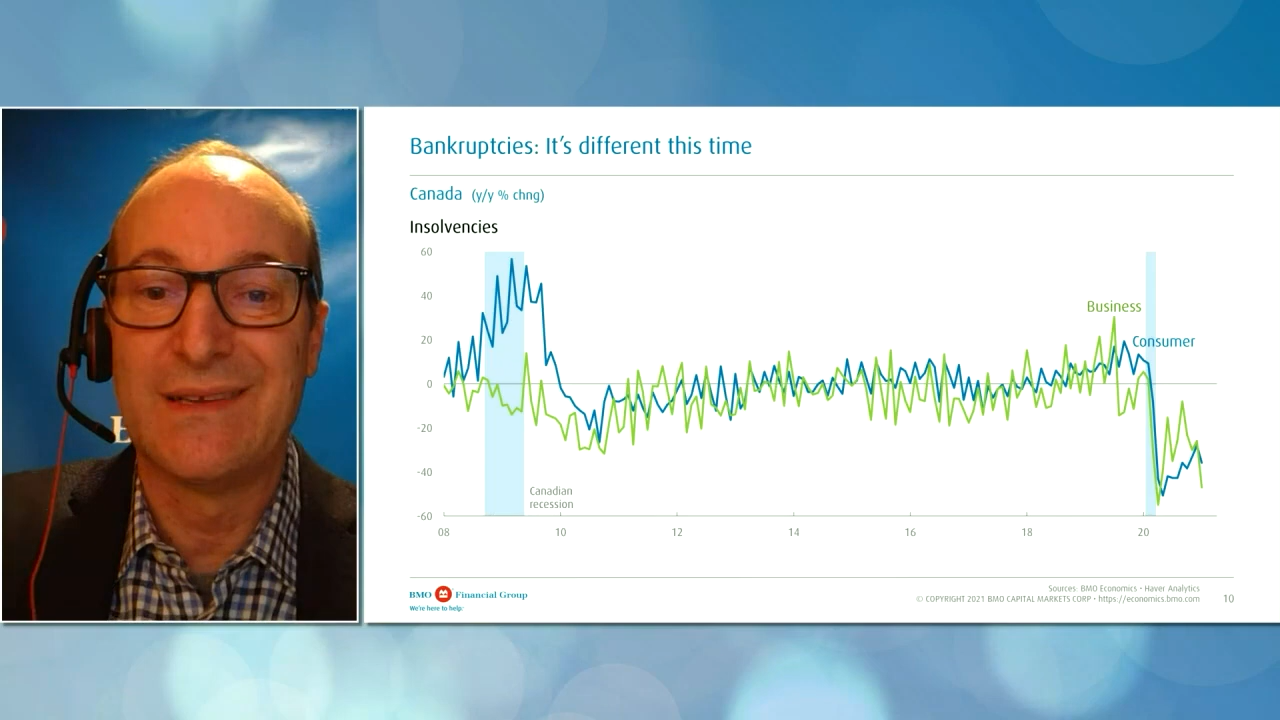 Bankruptcies: It's different this time
Canada (y/y % chng)
Insolvencies
60
40
20
0
-20
-40
-60
Business
Consumer
Canadian
recession
08 10 12 14 16 18 20
BMO Financial Group
We're here to help.
Sources: BMO Economics • Haver Analytics
© COPYRIGHT 2021 BMO CAPITAL MARKETS CORP • https://economics.bmo.com
10